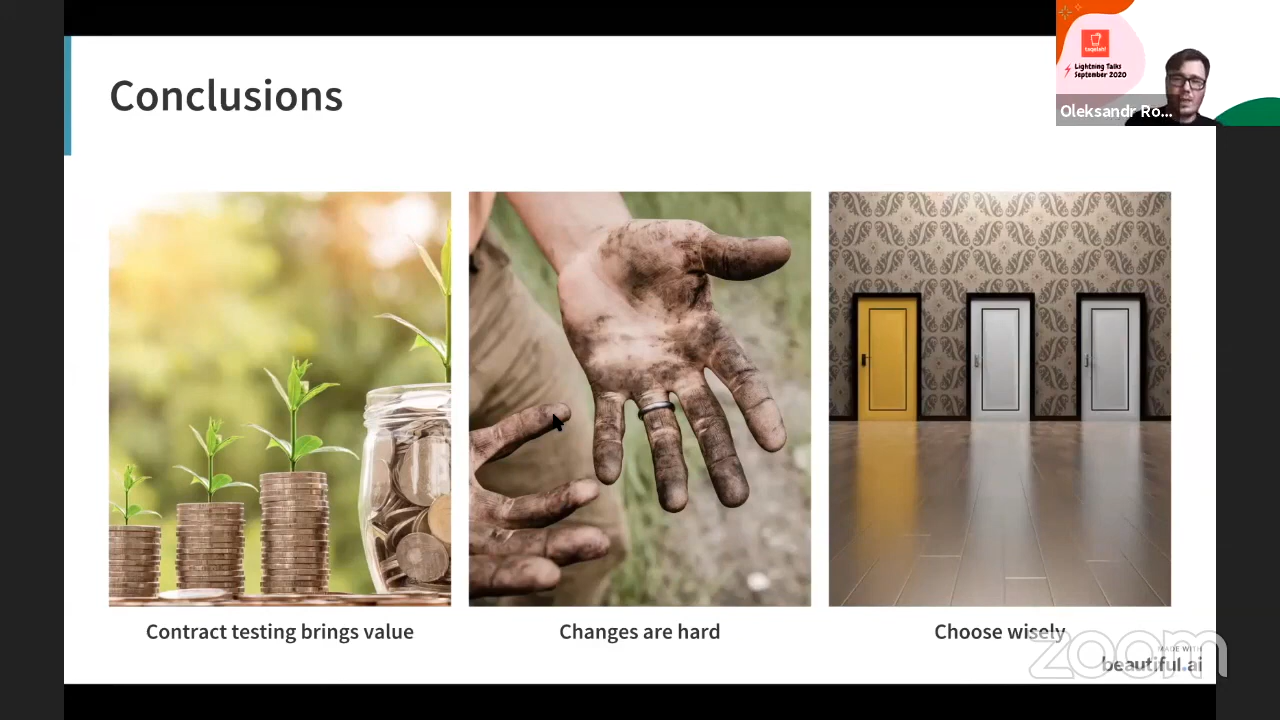 Conclusions
taqelah!
Lightning Talks
September 2020
Oleksandr Ro...
Contract testing brings value
Changes are hard
Choose wisely
zoom
MADE WITH
beautiful.ai